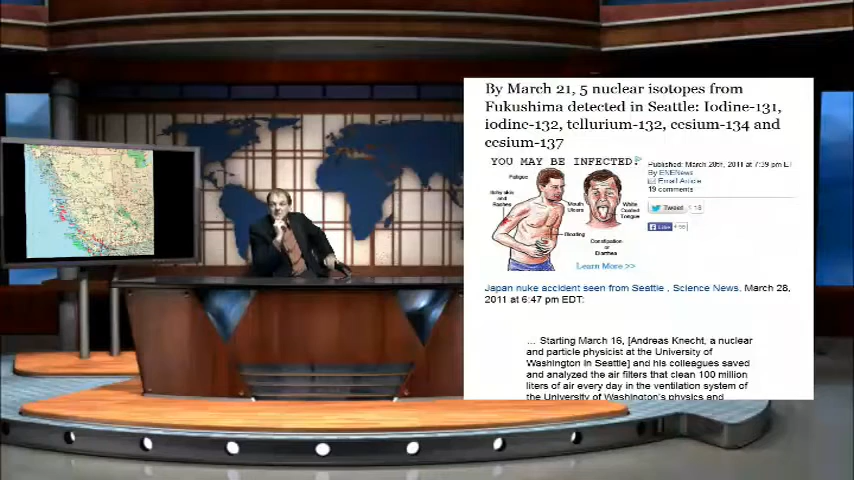 By March 21, 5 nuclear isotopes from
Fukushima detected in Seattle: Iodine-131,
iodine-132, tellurium-132, cesium-134 and
cesium-137
YOU MAY BE INFECTED!
Fatigue
Itchy skin
and
Rashes
Mouth
Ulcers
White
Coated
Tongue
Bloating
Constipation
or
Diarrhea
Learn More >>
Published: March 28th, 2011 at 7:39 pm ET
By ENENews
Email Article
19 comments
Tweet 18
Like
Japan nuke accident seen from Seattle , Science News, March 28,
2011 at 6:47 pm EDT:
... Starting March 16, [Andreas Knecht, a nuclear
and particle physicist at the University of
Washington in Seattle] and his colleagues saved
and analyzed the air filters that clean 100 million
liters of air every day in the ventilation system of
the University of Washington's physics and